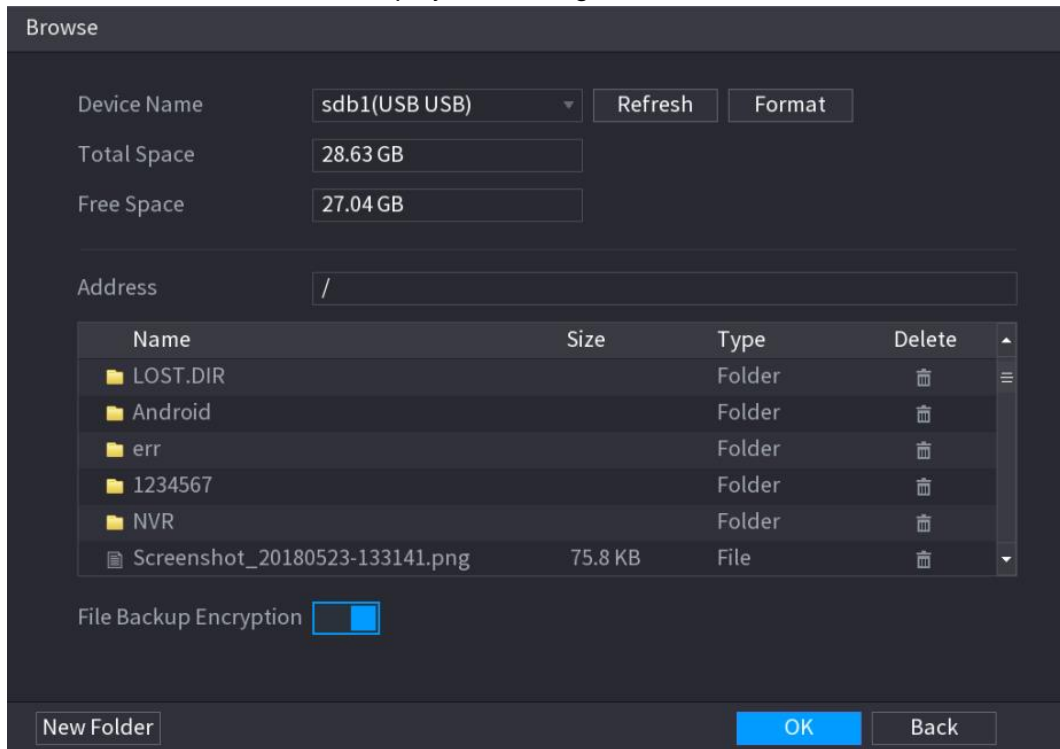 Browse
Device Name sdb1(USB USB) Refresh Format
Total Space 28.63 GB
Free Space 27.04 GB
Address /
Name Size Type Delete
LOST.DIR Folder
Android Folder
err Folder
1234567 Folder
NVR Folder
Screenshot_20180523-133141.png 75.8 KB File
File Backup Encryption
New Folder OK Back